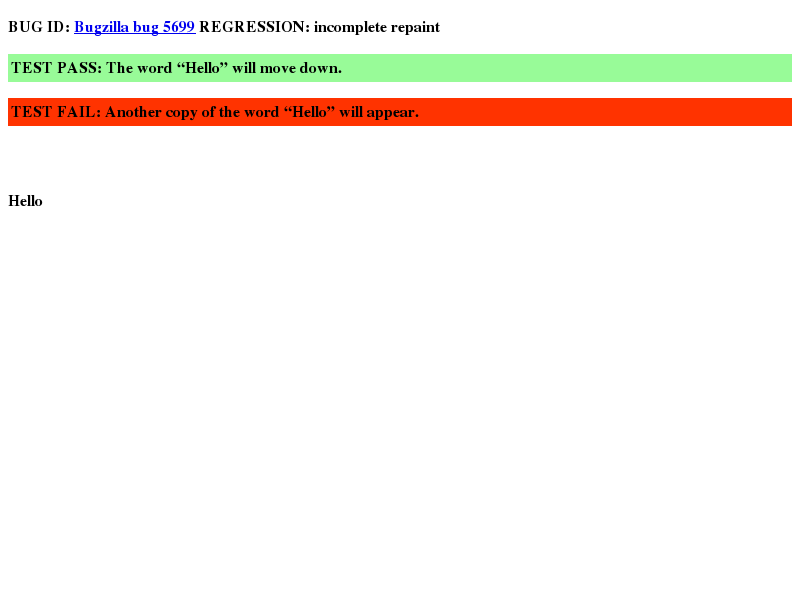 BUG ID: Bugzilla bug 5699 REGRESSION: incomplete repaint
TEST PASS: The word “Hello” will move down.
TEST FAIL: Another copy of the word “Hello” will appear.
Hello